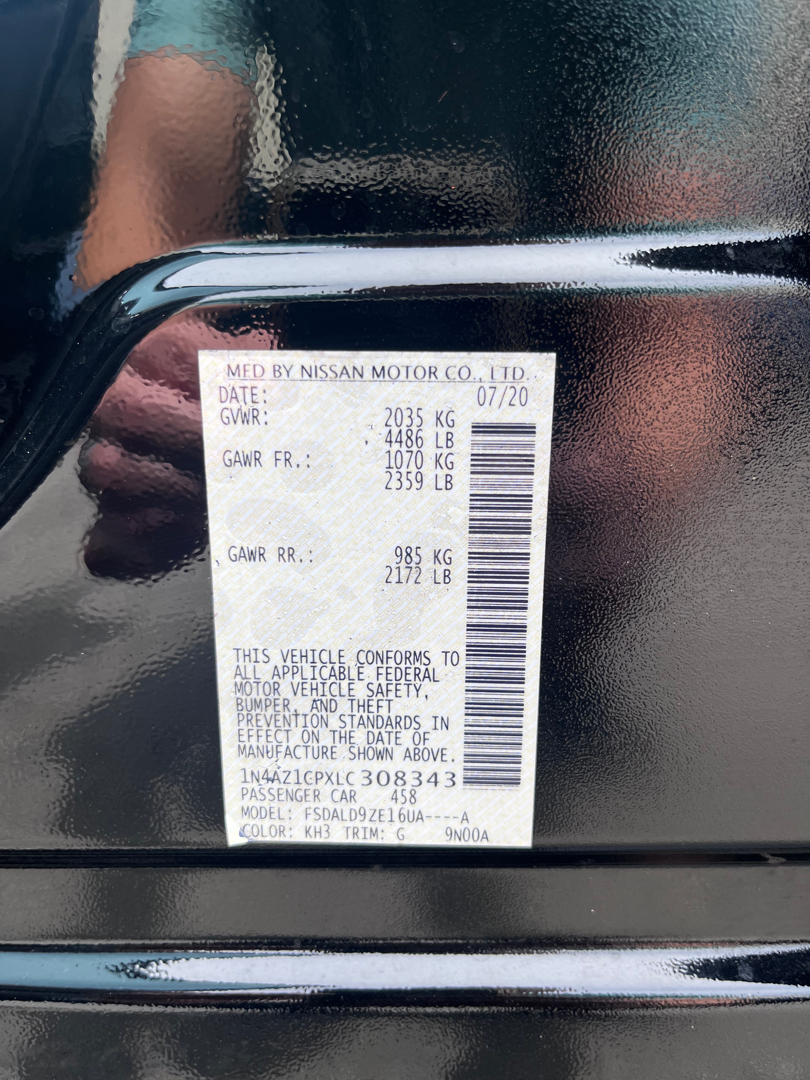 MFD BY NISSAN MOTOR CO., LTD.
DATE: 07/20
GVWR: 2035 KG
4486 LB
GAWR FR.: 1070 KG
2359 LB
GAWR RR.: 985 KG
2172 LB
THIS VEHICLE CONFORMS TO
ALL APPLICABLE FEDERAL
MOTOR VEHICLE SAFETY,
BUMPER, AND THEFT
PREVENTION STANDARDS IN
EFFECT ON THE DATE OF
MANUFACTURE SHOWN ABOVE.
1N4AZ1CPXLC308343
PASSENGER CAR 458
MODEL: FSDALD9ZE16UA----A
COLOR: KH3 TRIM: G 9N00A